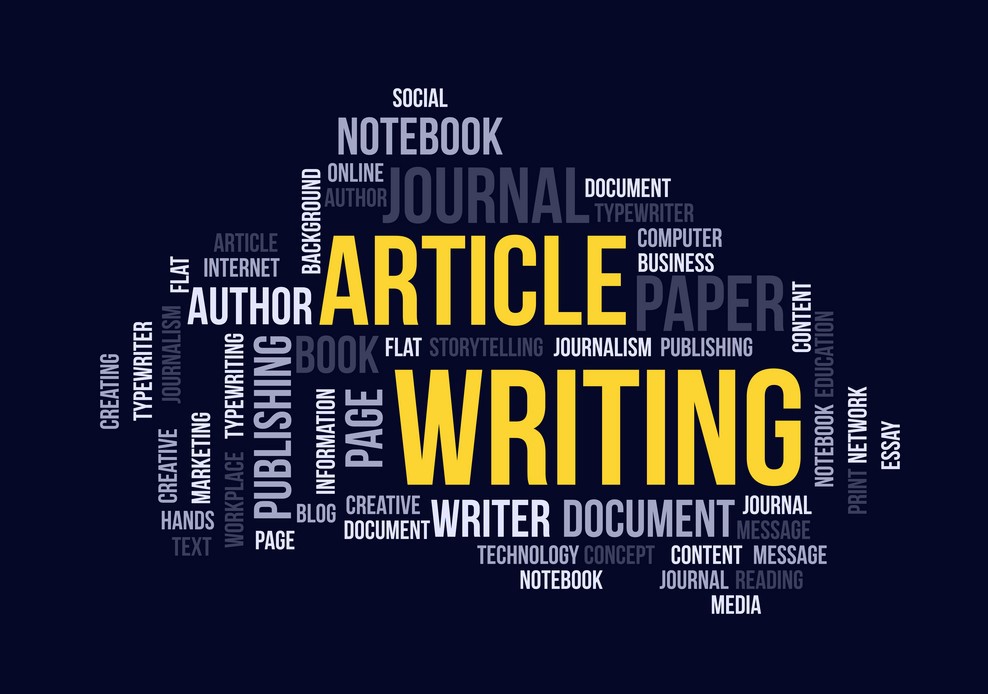 SOCIAL
NOTEBOOK
ONLINE
AUTHOR
JOURNAL
DOCUMENT
TYPEWRITER
BACKGROUND
ARTICLE
INTERNET
FLAT
AUTHOR
ARTICLE
COMPUTER
BUSINESS
PAPER
CONTENT
EDUCATION
BOOK
FLAT
STORYTELLING
JOURNALISM
PUBLISHING
CREATING
TYPEWRITER
JOURNALISM
TYPEWRITING
PUBLISHING
INFORMATION
PAGE
WRITING
NOTEBOOK
PRINT
NETWORK
ESSAY
CREATIVE
MARKETING
WORKPLACE
HANDS
TEXT
PAGE
BLOG
CREATIVE
DOCUMENT
WRITER
DOCUMENT
JOURNAL
MESSAGE
TECHNOLOGY
CONCEPT
CONTENT
MESSAGE
NOTEBOOK
JOURNAL
READING
MEDIA